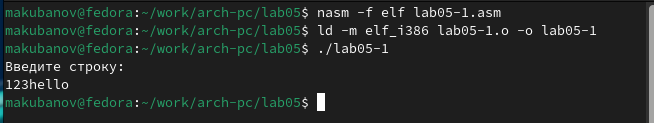 makubanov@fedora:~/work/arch-pc/lab05$ nasm -f elf lab05-1.asm
makubanov@fedora:~/work/arch-pc/lab05$ ld -m elf_i386 lab05-1.o -o lab05-1
makubanov@fedora:~/work/arch-pc/lab05$ ./lab05-1
Введите строку:
123hello
makubanov@fedora:~/work/arch-pc/lab05$